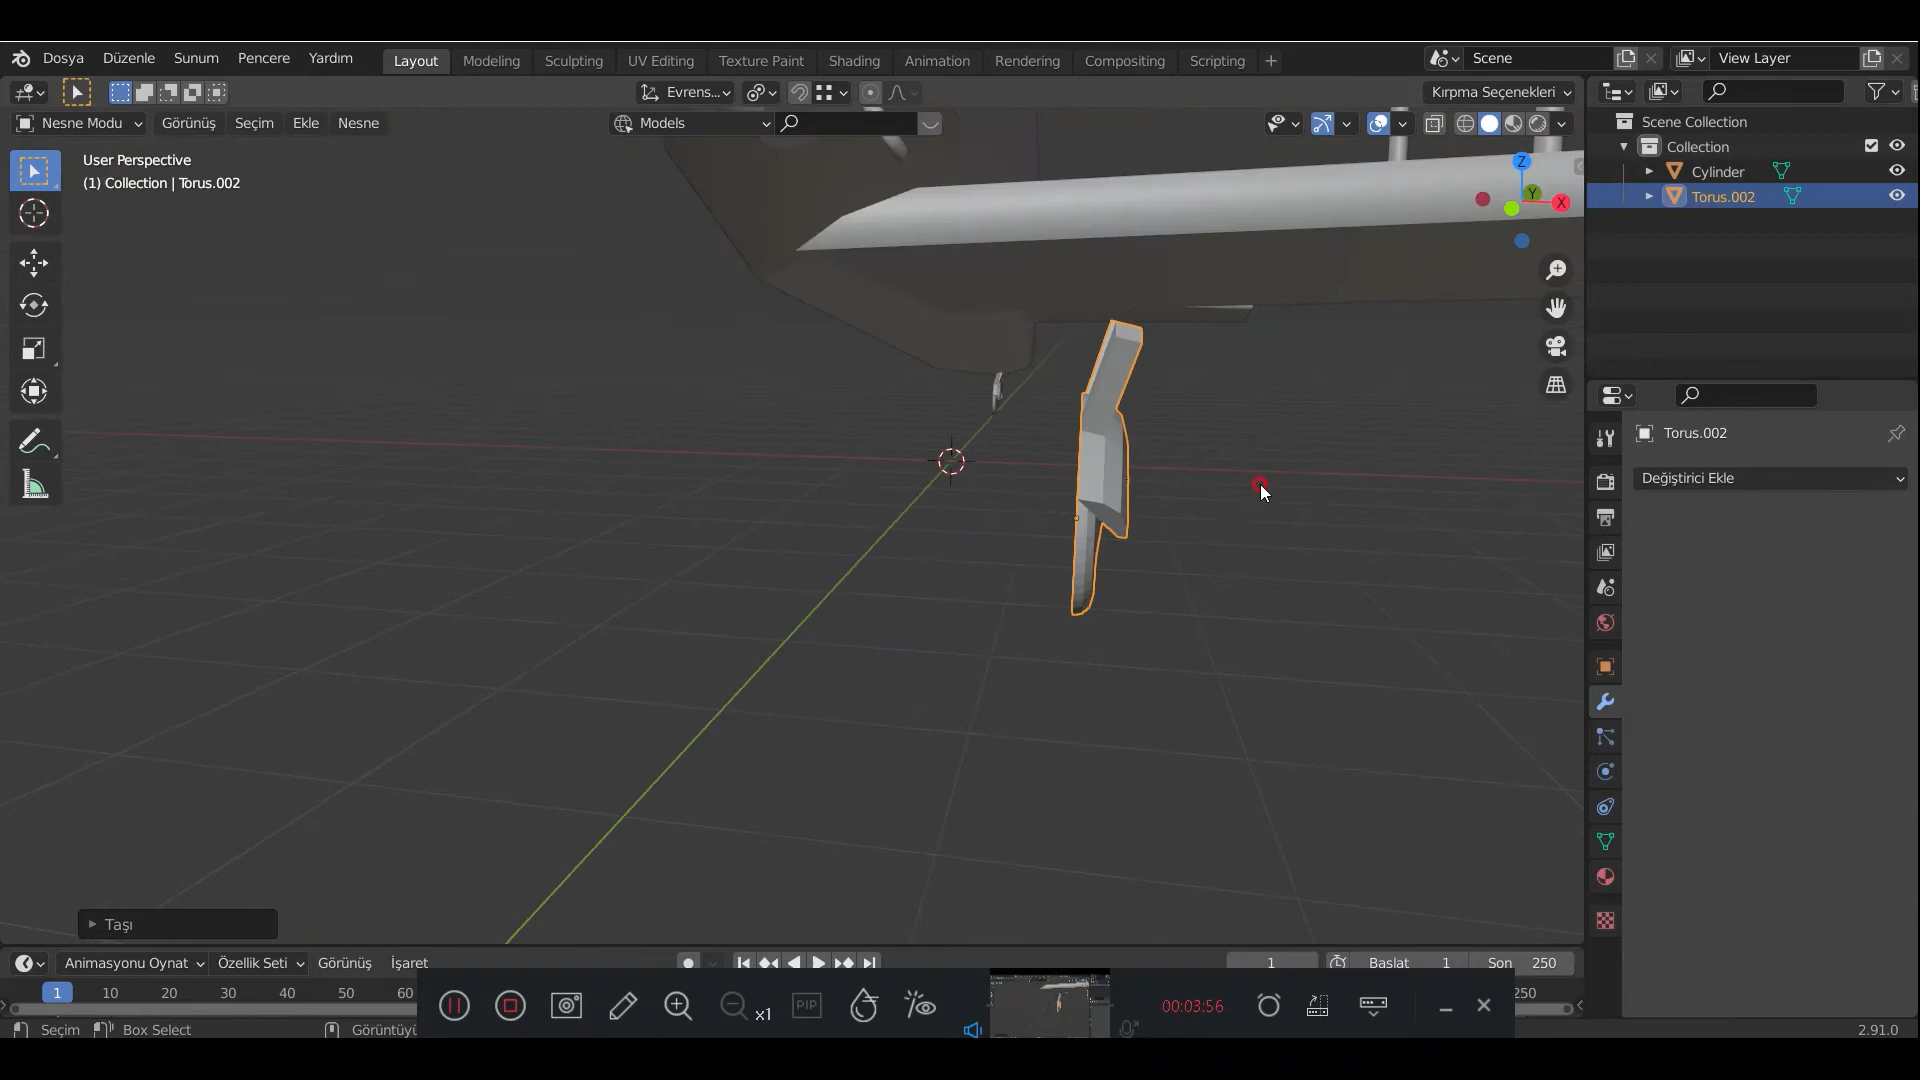 Dosya Düzenle Sunum Pencere Yardım Layout Modeling Sculpting UV Editing Texture Paint Shading Animation Rendering Compositing Scripting + Scene View Layer
Evrens... Kırpma Seçenekleri
Nesne Modu Görünüş Seçim Ekle Nesne Models
User Perspective
(1) Collection | Torus.002
Z
Y
X
Scene Collection
Collection
Cylinder
Torus.002
Torus.002
Değiştirici Ekle
Taşı
Animasyonu Oynat Özellik Seti Görünüş İşaret 1 Baslat 1 Son 250
1 10 20 30 40 50 60 250
x1 PIP 00:03:56
Seçim Box Select Görüntüyü 2.91.0